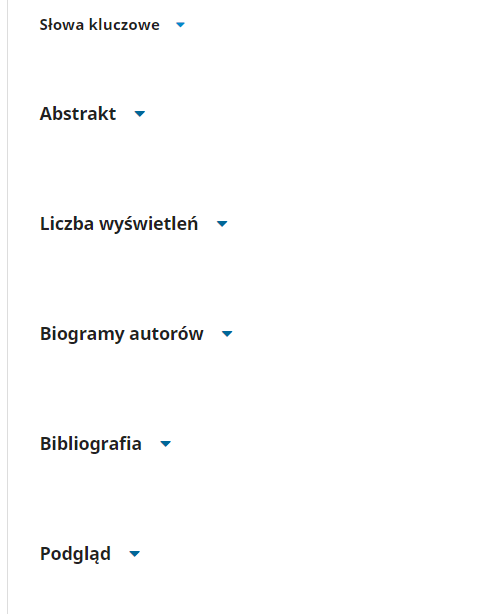 Słowa kluczowe
Abstrakt
Liczba wyświetleń
Biogramy autorów
Bibliografia
Podgląd